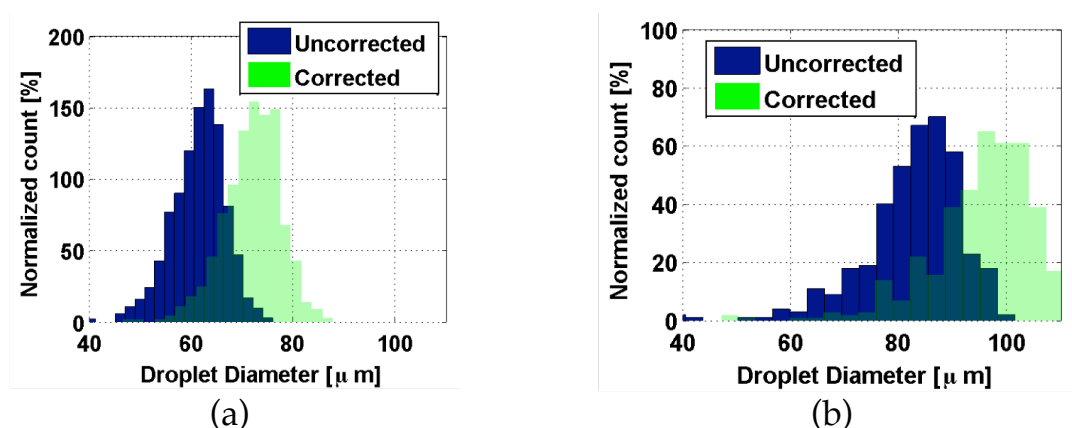 200
150
100
50
0
Normalized count [%]
Uncorrected
Corrected
40 60 80 100
Droplet Diameter [μ m]
(a)
100
80
60
40
20
0
Normalized count [%]
Uncorrected
Corrected
40 60 80 100
Droplet Diameter [μ m]
(b)